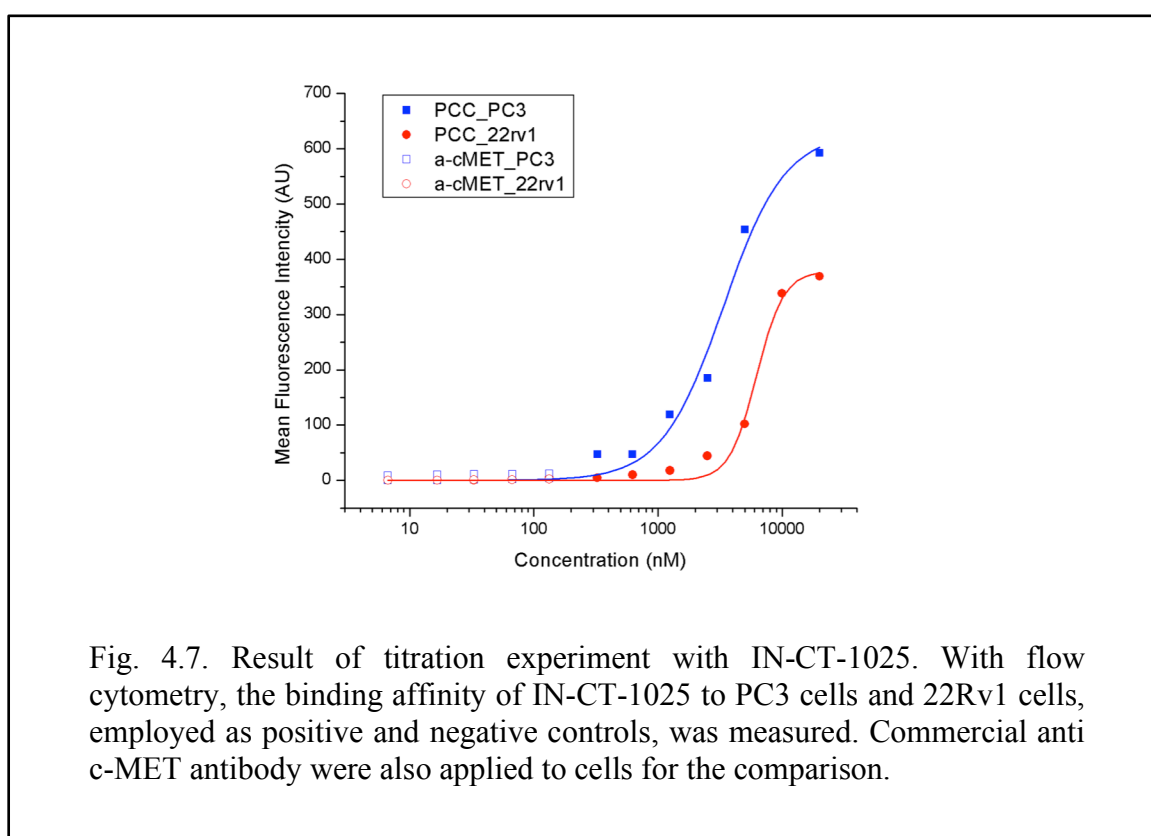 700
600
500
400
300
200
100
0
Mean Fluorescence Intencity (AU)
PCC_PC3
PCC_22rv1
a-cMET_PC3
a-cMET_22rv1
10 100 1000 10000
Concentration (nM)
Fig. 4.7. Result of titration experiment with IN-CT-1025. With flow
cytometry, the binding affinity of IN-CT-1025 to PC3 cells and 22Rv1 cells,
employed as positive and negative controls, was measured. Commercial anti
c-MET antibody were also applied to cells for the comparison.